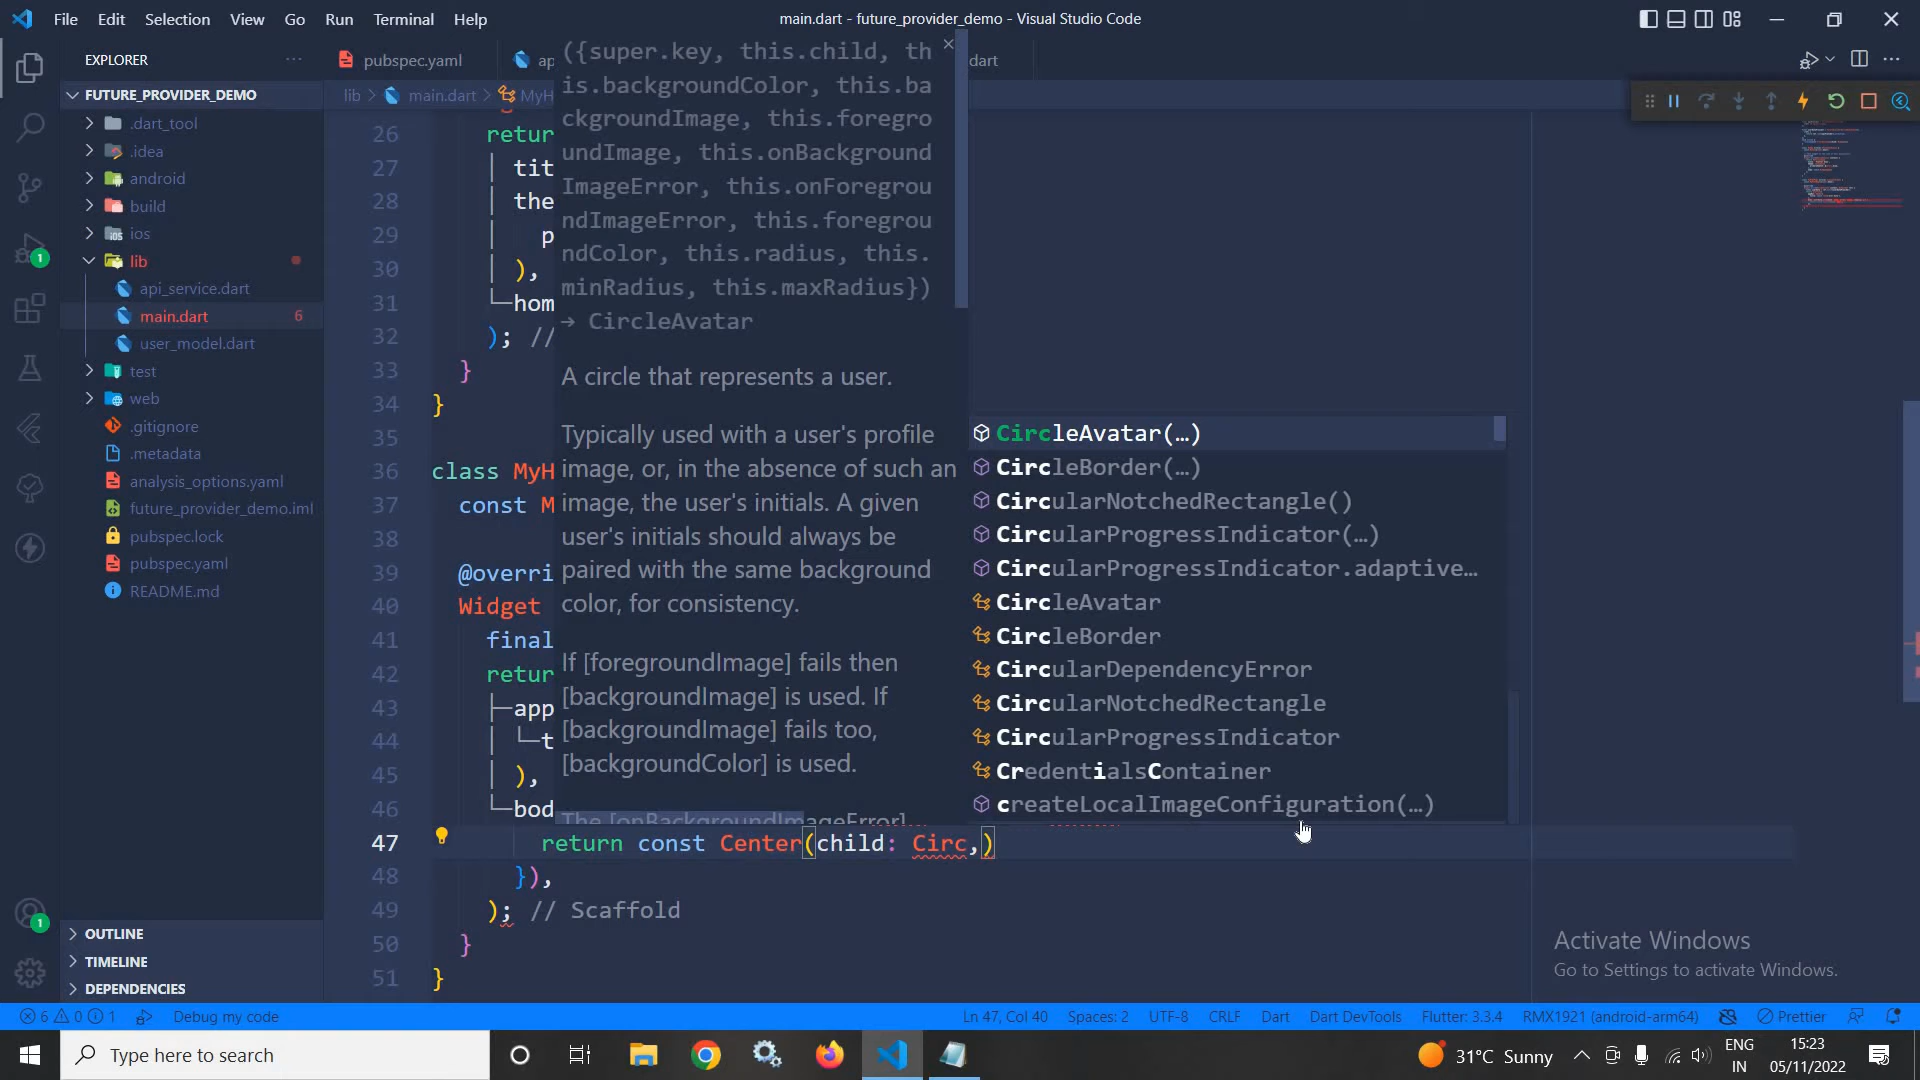 File Edit Selection View Go Run Terminal Help
main.dart - future_provider_demo - Visual Studio Code
EXPLORER
FUTURE_PROVIDER_DEMO
.dart_tool
.idea
android
build
ios
lib
api_service.dart
main.dart 6
user_model.dart
test
web
.gitignore
.metadata
analysis_options.yaml
future_provider_demo.iml
pubspec.lock
pubspec.yaml
README.md
OUTLINE
TIMELINE
DEPENDENCIES
1
1
pubspec.yaml
ap
dart
lib > main.dart > MyH
26 retur
27 tit
28 the
29 p
30 ),
31 hom
32 ); //
33 }
34 }
35
36 class MyH
37 const M
38
39 @overri
40 Widget
41 final
42 retur
43 app
44 t
45 ),
46 bod
47 return const Center(child: Circ,)
48 }),
49 ); // Scaffold
50 }
51 }
({super.key, this.child, th
is.backgroundColor, this.ba
ckgroundImage, this.foregro
undImage, this.onBackground
ImageError, this.onForegrou
ndImageError, this.foregrou
ndColor, this.radius, this.
minRadius, this.maxRadius})
→ CircleAvatar
A circle that represents a user.
Typically used with a user's profile
image, or, in the absence of such an
image, the user's initials. A given
user's initials should always be
paired with the same background
color, for consistency.
If [foregroundImage] fails then
[backgroundImage] is used. If
[backgroundImage] fails too,
[backgroundColor] is used.
The [onBackgroundImageError]
CircleAvatar(…)
CircleBorder(…)
CircularNotchedRectangle()
CircularProgressIndicator(…)
CircularProgressIndicator.adaptive…
CircleAvatar
CircleBorder
CircularDependencyError
CircularNotchedRectangle
CircularProgressIndicator
CredentialsContainer
createLocalImageConfiguration(…)
Activate Windows
Go to Settings to activate Windows.
6 0 1 Debug my code
Ln 47, Col 40 Spaces: 2 UTF-8 CRLF Dart Dart DevTools Flutter: 3.3.4 RMX1921 (android-arm64) Prettier
Type here to search
31°C Sunny
ENG
IN
15:23
05/11/2022